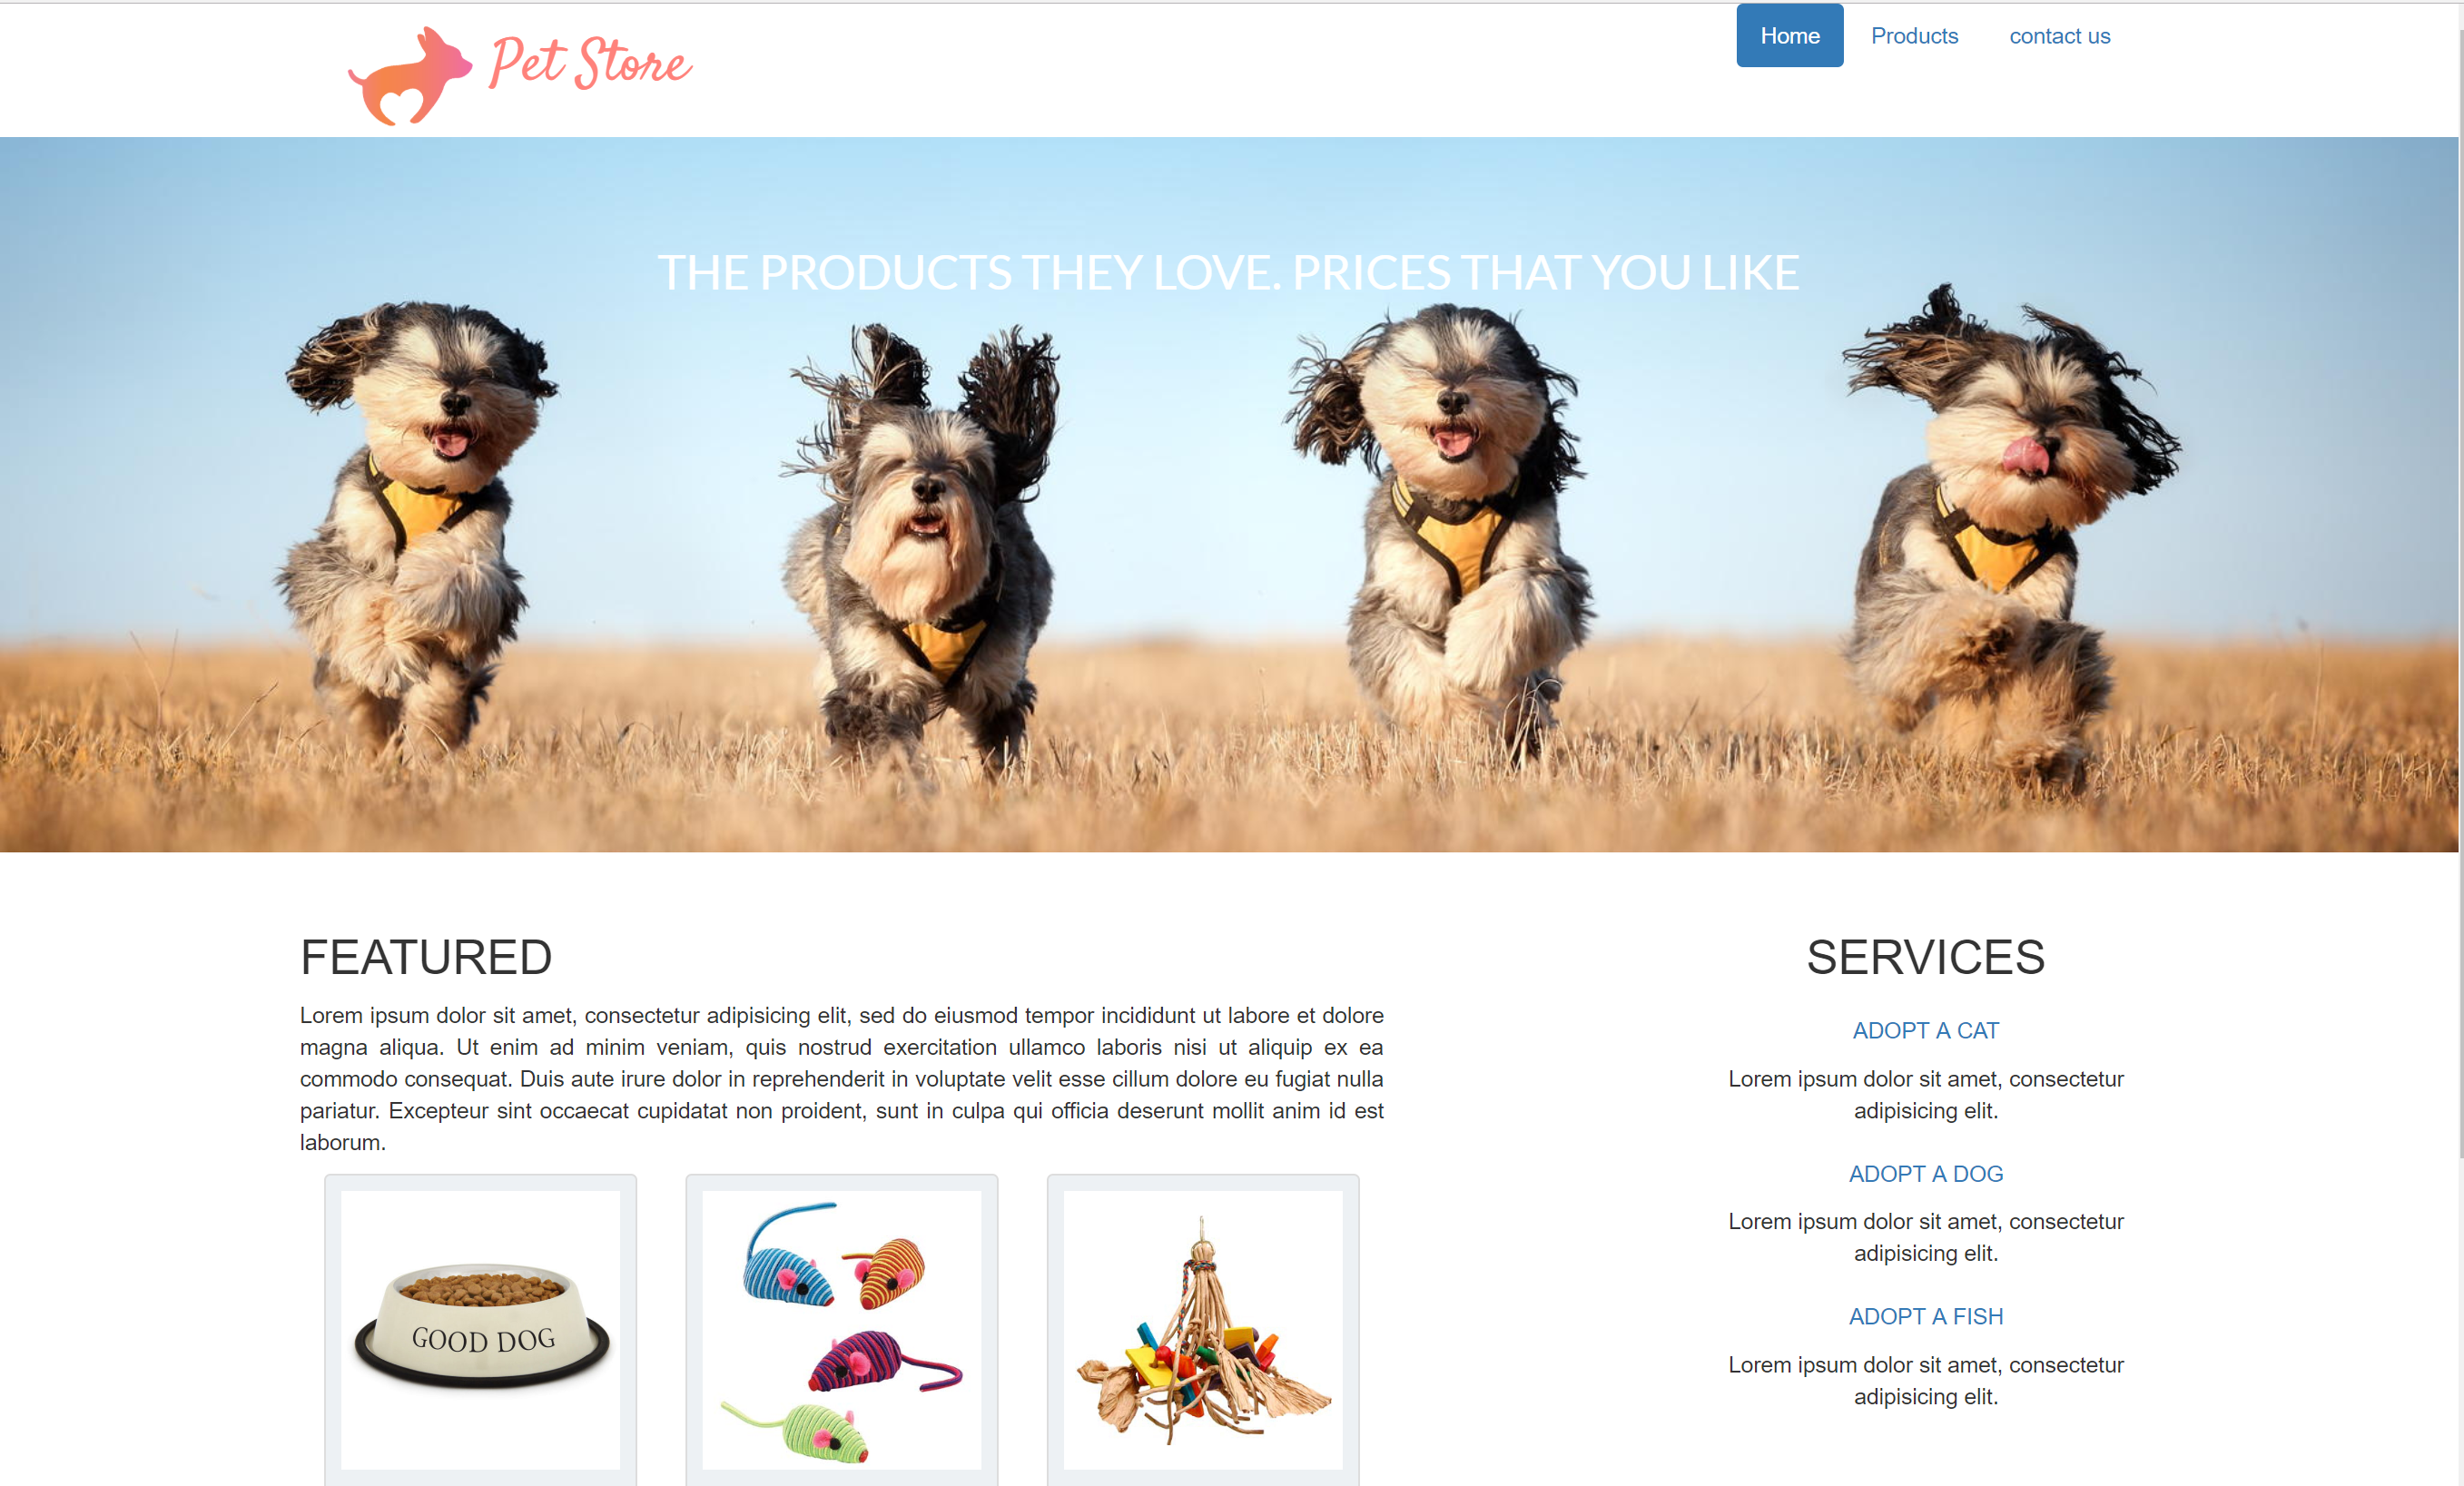 Pet Store
Home
Products
contact us
THE PRODUCTS THEY LOVE. PRICES THAT YOU LIKE
FEATURED
Lorem ipsum dolor sit amet, consectetur adipisicing elit, sed do eiusmod tempor incididunt ut labore et dolore
magna aliqua. Ut enim ad minim veniam, quis nostrud exercitation ullamco laboris nisi ut aliquip ex ea
commodo consequat. Duis aute irure dolor in reprehenderit in voluptate velit esse cillum dolore eu fugiat nulla
pariatur. Excepteur sint occaecat cupidatat non proident, sunt in culpa qui officia deserunt mollit anim id est
laborum.
GOOD DOG
SERVICES
ADOPT A CAT
Lorem ipsum dolor sit amet, consectetur
adipisicing elit.
ADOPT A DOG
Lorem ipsum dolor sit amet, consectetur
adipisicing elit.
ADOPT A FISH
Lorem ipsum dolor sit amet, consectetur
adipisicing elit.